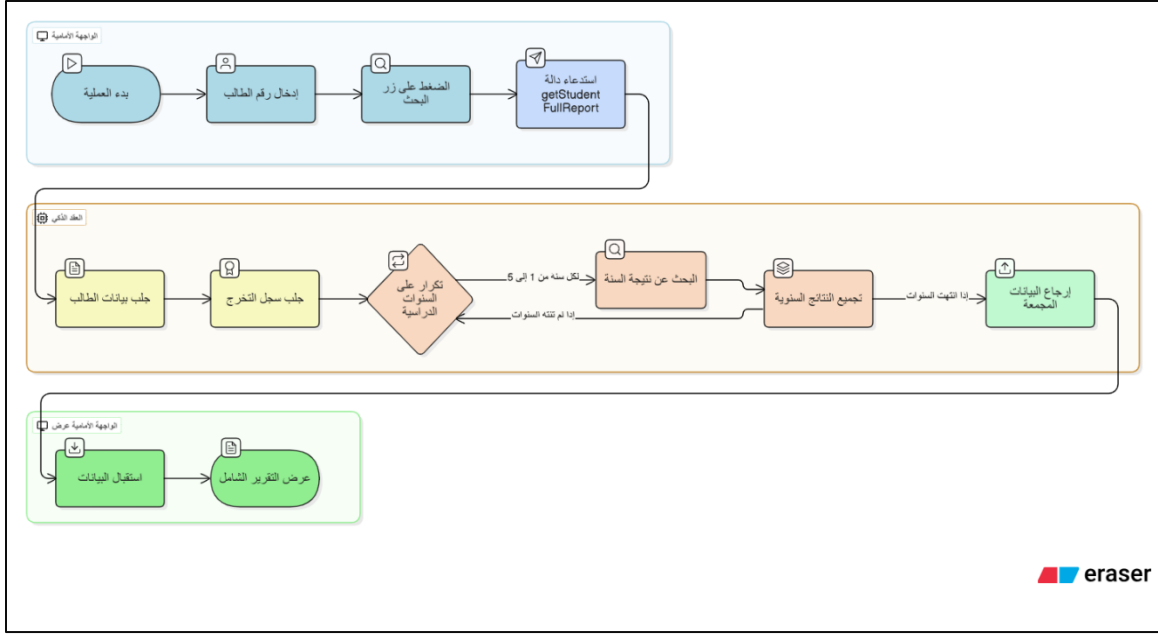 الواجهة الأمامية
بدء العملية
إدخال رقم الطالب
الضغط على زر
البحث
استدعاء دالة
getStudent
FullReport
العقد الذكي
جلب بيانات الطالب
جلب سجل التخرج
تكرار على
السنوات
الدراسية
لكل سنه من 1 إلى 5
البحث عن نتيجة السنة
إذا لم تنته السنوات
تجميع النتائج السنوية
إذا انتهت السنوات
إرجاع البيانات
المجمعة
الواجهة الأمامية عرض
استقبال البيانات
عرض التقرير الشامل
eraser